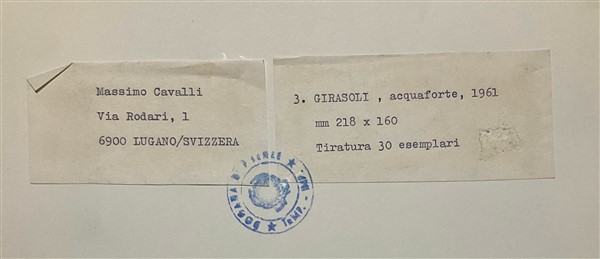 Massimo Cavalli
Via Rodari, 1
6900 LUGANO/SVIZZERA
3. GIRASOLI , acquaforte, 1961
mm 218 x 160
Tiratura 30 esemplari